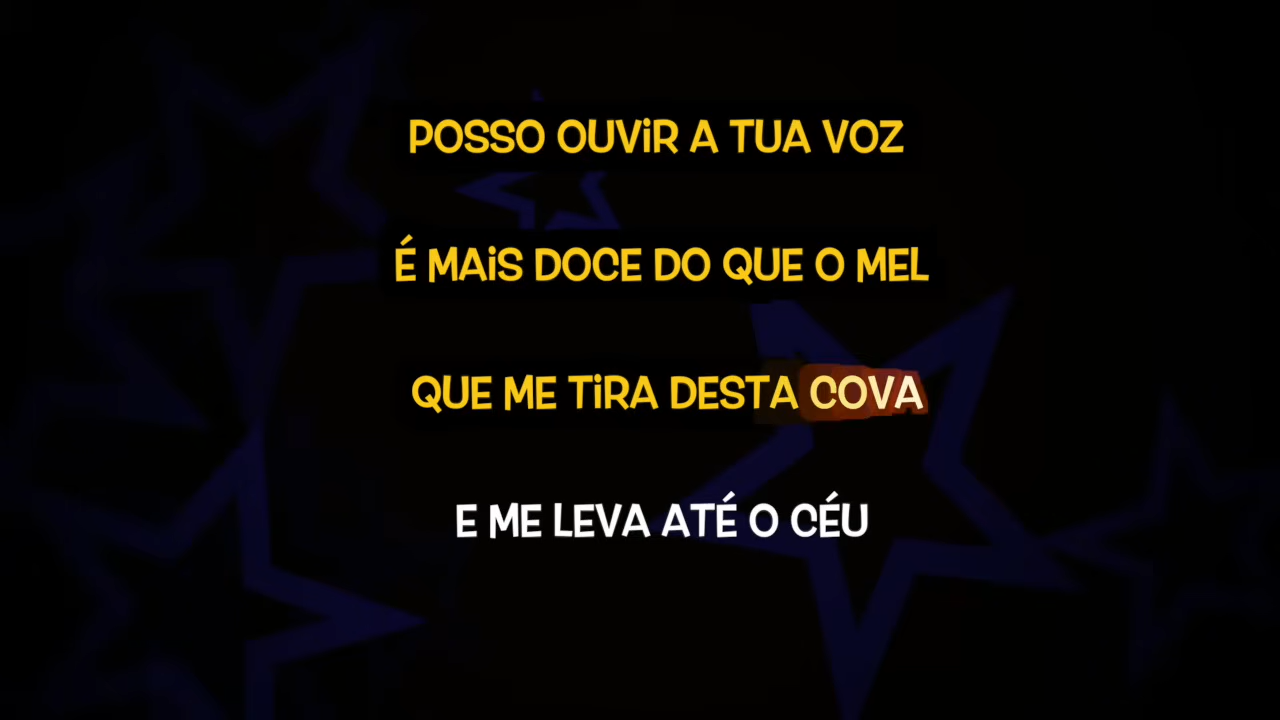 POSSO OUViR A TUA VOZ
É MAiS DOCE DO QUE O MEL
QUE ME TiRA DESTA COVA
E ME LEVA ATÉ O CÉU